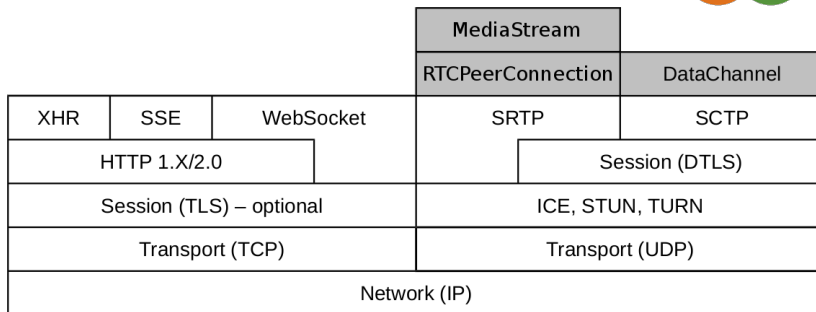 MediaStream
RTCPeerConnection DataChannel
XHR SSE WebSocket SRTP SCTP
HTTP 1.X/2.0 Session (DTLS)
Session (TLS) – optional ICE, STUN, TURN
Transport (TCP) Transport (UDP)
Network (IP)